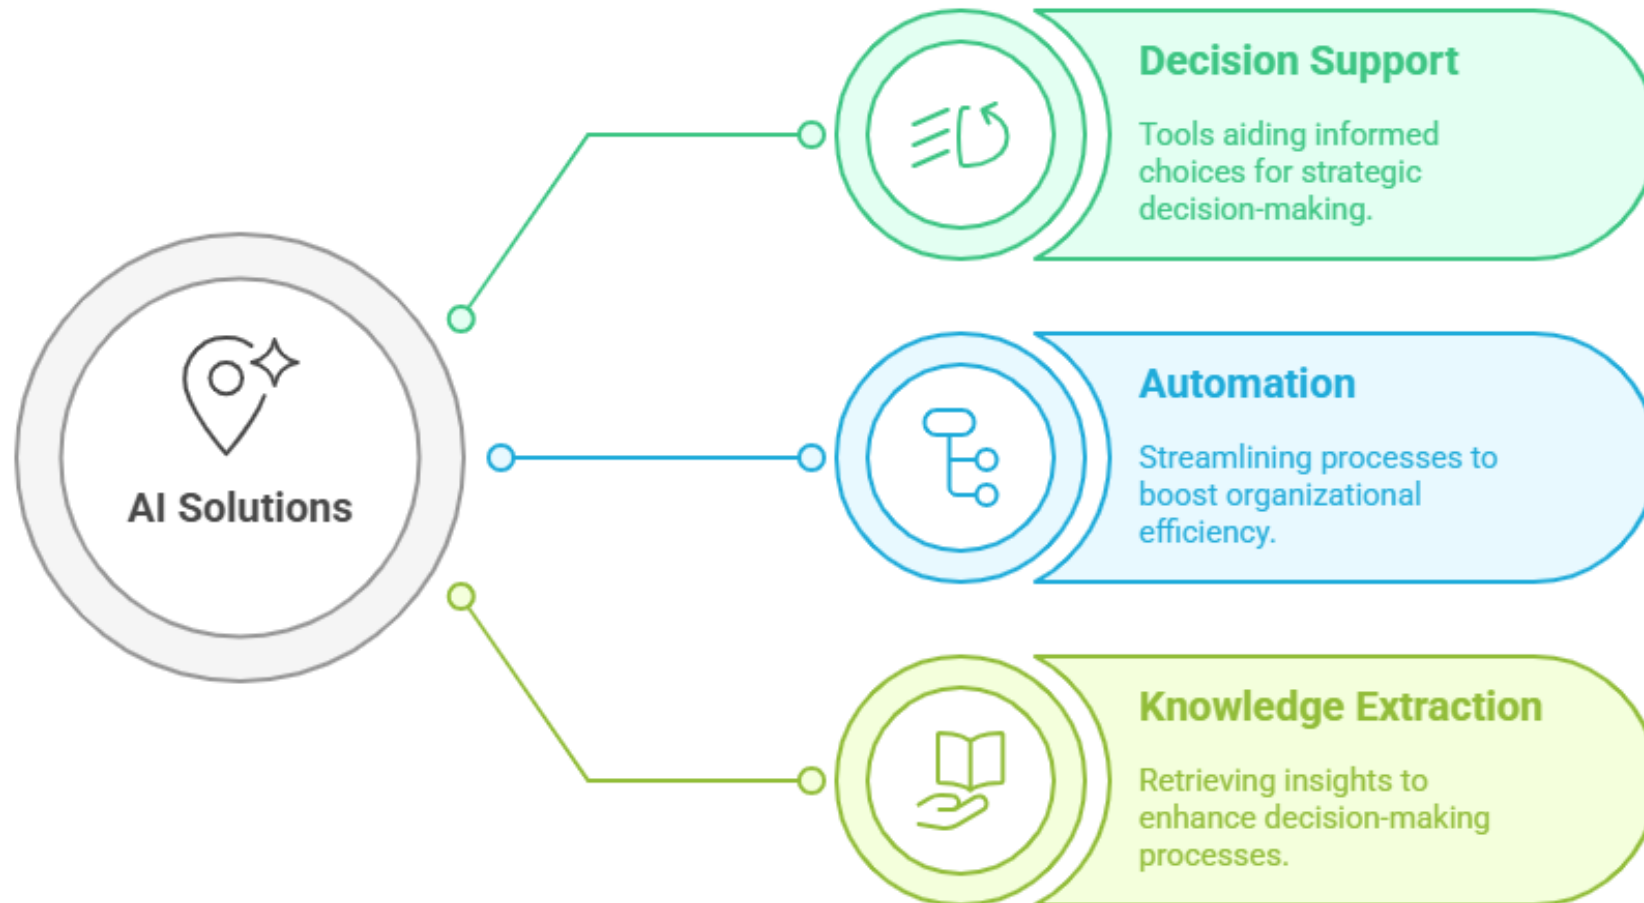 AI Solutions
Decision Support
Tools aiding informed
choices for strategic
decision-making.
Automation
Streamlining processes to
boost organizational
efficiency.
Knowledge Extraction
Retrieving insights to
enhance decision-making
processes.